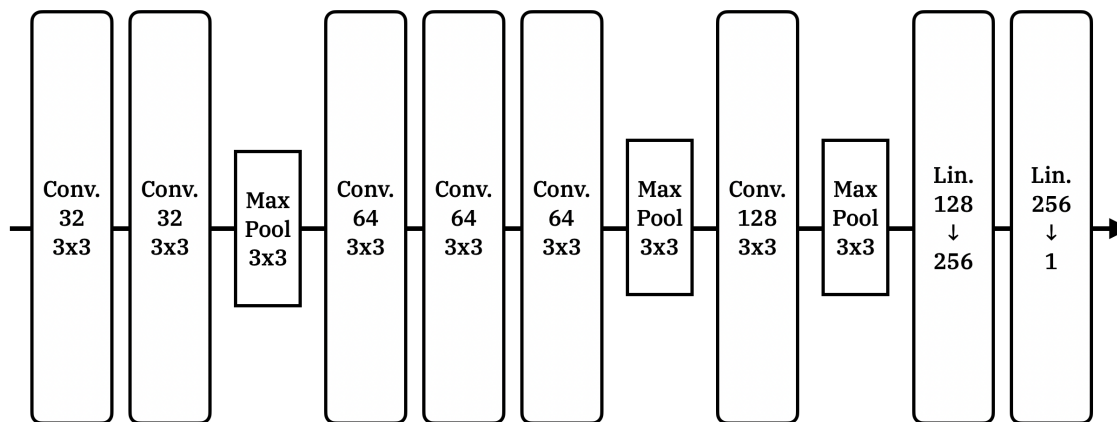 Conv.
32
3x3
Conv.
32
3x3
Max
Pool
3x3
Conv.
64
3x3
Conv.
64
3x3
Conv.
64
3x3
Max
Pool
3x3
Conv.
128
3x3
Max
Pool
3x3
Lin.
128
↓
256
Lin.
256
↓
1